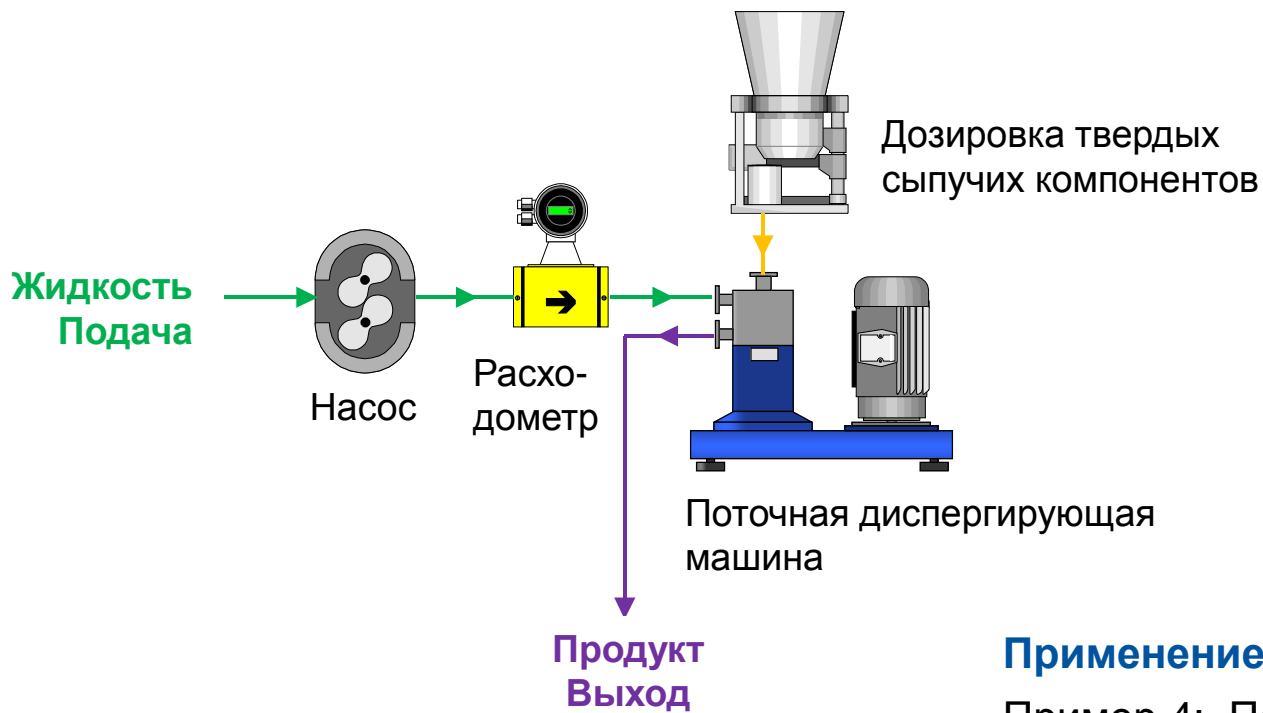 Дозировка твердых
сыпучих компонентов
Жидкость
Подача
Насос
Расхо-
дометр
Поточная диспергирующая
машина
Продукт
Выход
Применение